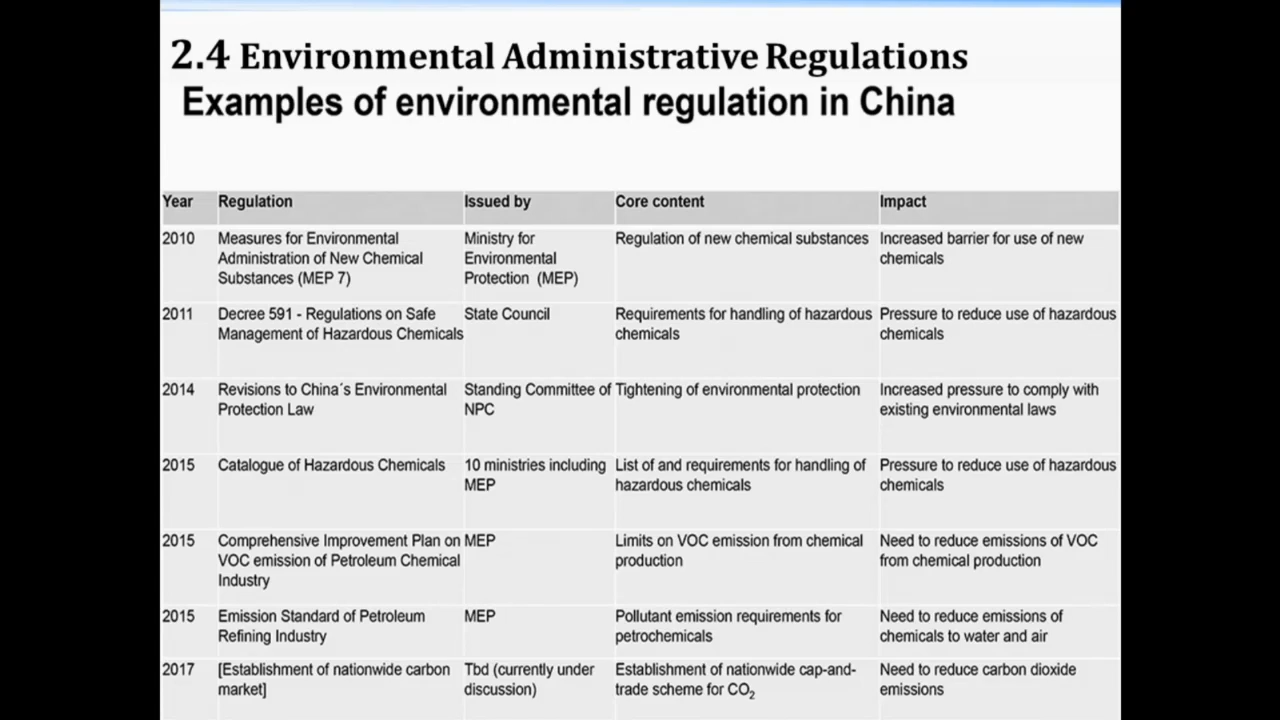 2.4 Environmental Administrative Regulations
Examples of environmental regulation in China
Year Regulation Issued by Core content Impact
2010 Measures for Environmental Ministry for Regulation of new chemical substances Increased barrier for use of new
Administration of New Chemical Environmental chemicals
Substances (MEP 7) Protection (MEP)
2011 Decree 591 - Regulations on Safe State Council Requirements for handling of hazardous Pressure to reduce use of hazardous
Management of Hazardous Chemicals chemicals chemicals
2014 Revisions to China´s Environmental Standing Committee of Tightening of environmental protection Increased pressure to comply with
Protection Law NPC existing environmental laws
2015 Catalogue of Hazardous Chemicals 10 ministries including List of and requirements for handling of Pressure to reduce use of hazardous
MEP hazardous chemicals chemicals
2015 Comprehensive Improvement Plan on MEP Limits on VOC emission from chemical Need to reduce emissions of VOC
VOC emission of Petroleum Chemical production from chemical production
Industry
2015 Emission Standard of Petroleum MEP Pollutant emission requirements for Need to reduce emissions of
Refining Industry petrochemicals chemicals to water and air
2017 [Establishment of nationwide carbon Tbd (currently under Establishment of nationwide cap-and- Need to reduce carbon dioxide
market] discussion) trade scheme for CO₂ emissions